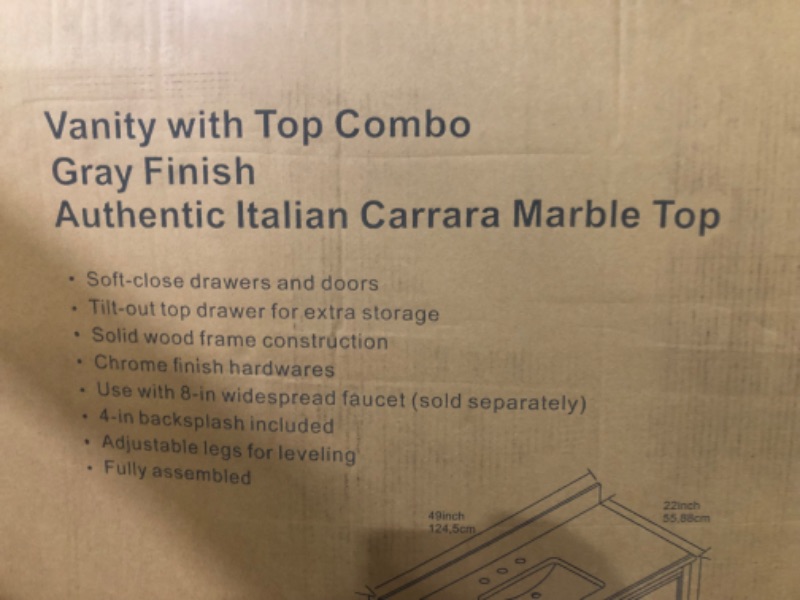 Vanity with Top Combo
Gray Finish
Authentic Italian Carrara Marble Top
• Soft-close drawers and doors
• Tilt-out top drawer for extra storage
• Solid wood frame construction
• Chrome finish hardwares
• Use with 8-in widespread faucet (sold separately)
• 4-in backsplash included
• Adjustable legs for leveling
• Fully assembled
49inch
124,5cm
22inch
55,88cm